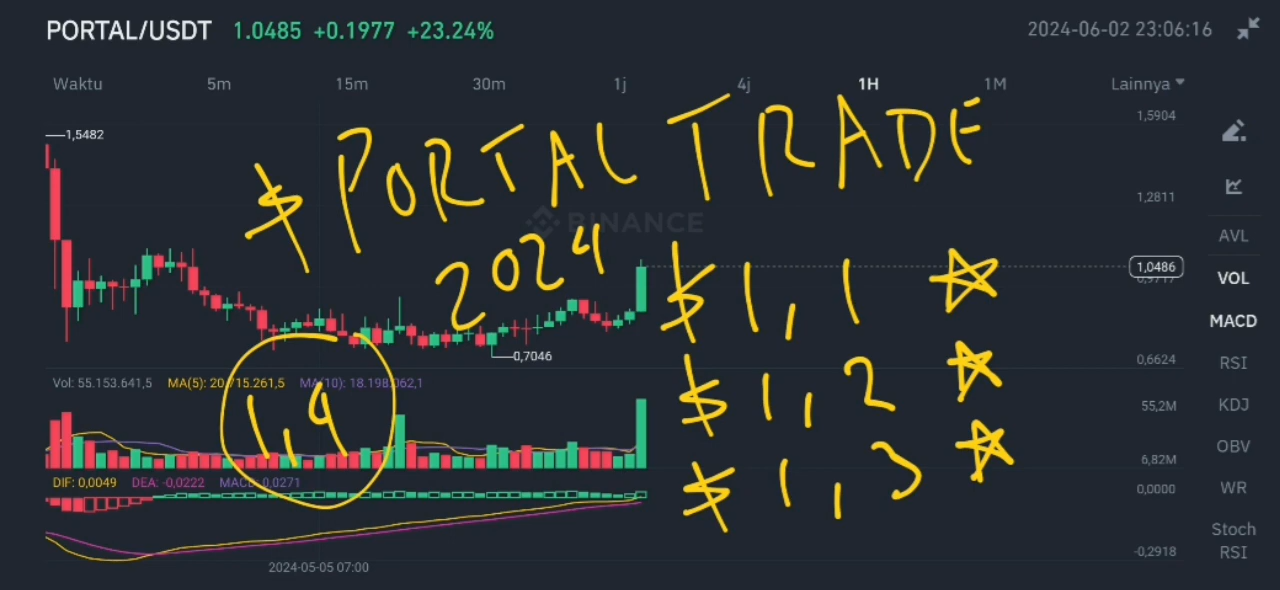 PORTAL/USDT 1.0485 +0.1977 +23.24% 2024-06-02 23:06:16
Waktu 5m 15m 30m 1j 4j 1H 1M Lainnya
1,5904
1,5482
$PORTAL TRADE
1,2811
BINANCE
AVL
2024
$1,1
1,0486
VOL
MACD
0,7046
0,6624
RSI
$1,2
Vol: 55.153.641,5 MA(5): 20.715.261,5 MA(10): 18.198.062,1
55,2M
KDJ
1,9
OBV
6,82M
$1,3
DIF: 0,0049 DEA: -0,0222 MACD: 0,0271
0,0000
WR
Stoch
RSI
-0,2918
2024-05-05 07:00